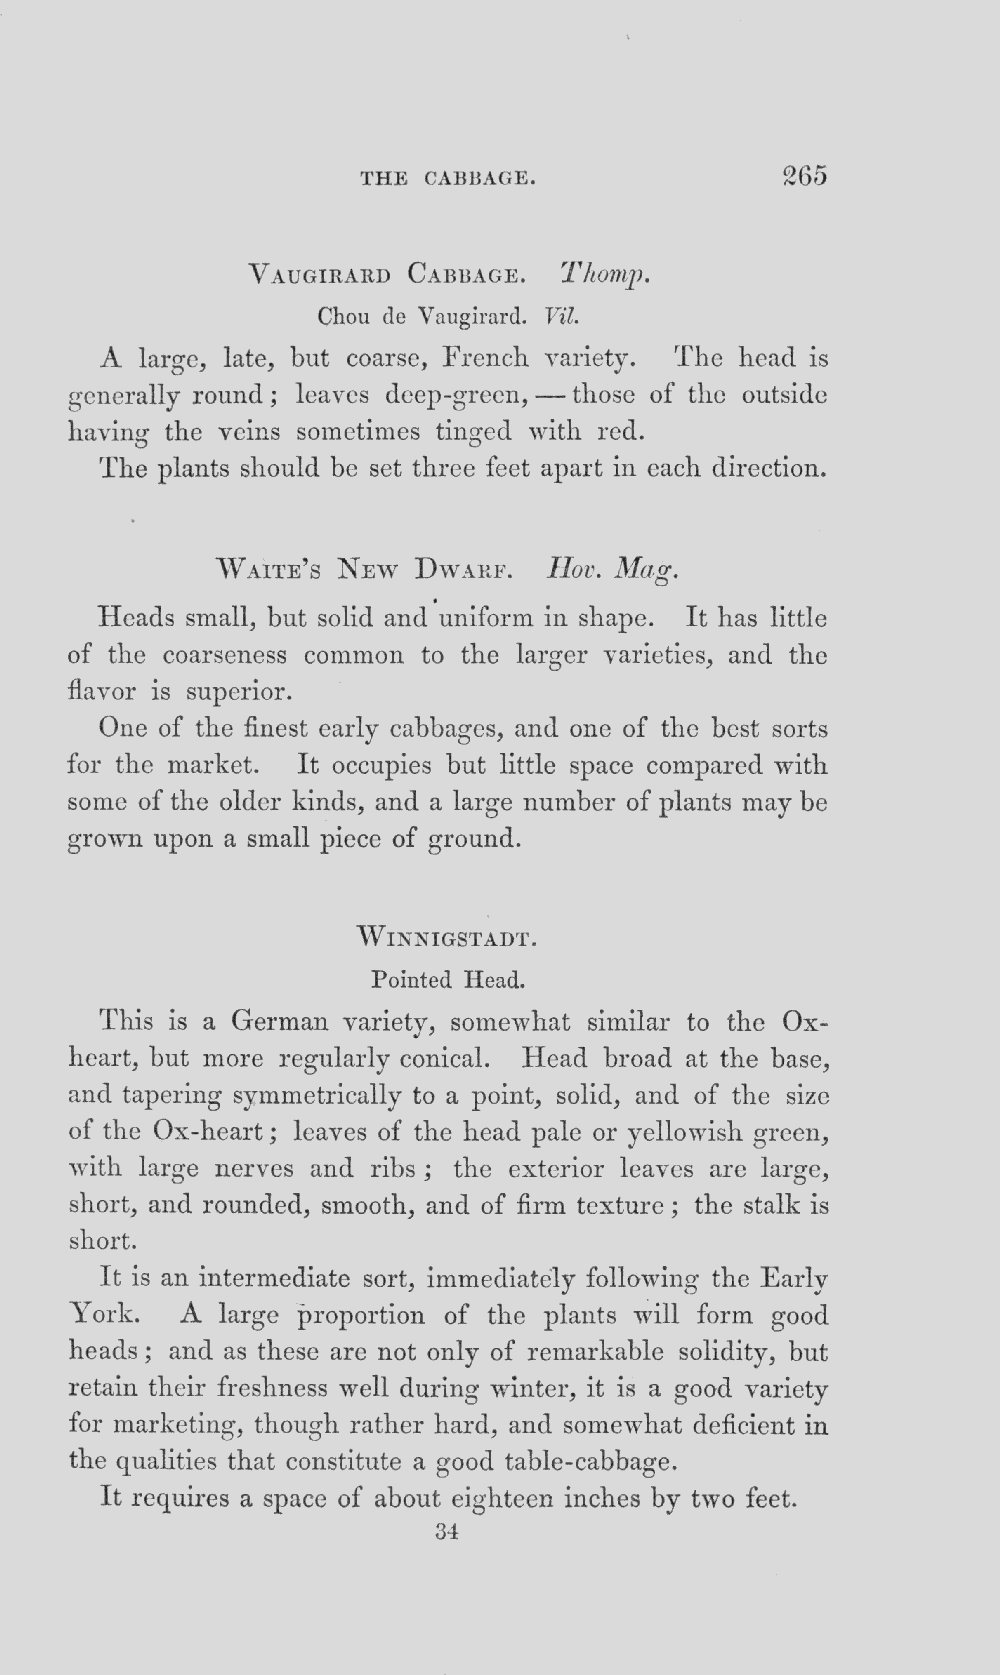 THE CABBAGE. 265
VAUGIRARD CABBAGE. Thomp.
Chou de Vaugirard. Vil.
A large, late, but coarse, French variety. The head is
generally round; leaves deep-green, — those of the outside
having the veins sometimes tinged with red.
The plants should be set three feet apart in each direction.
WAITE'S NEW DWARF. Hov. Mag.
Heads small, but solid and uniform in shape. It has little
of the coarseness common to the larger varieties, and the
flavor is superior.
One of the finest early cabbages, and one of the best sorts
for the market. It occupies but little space compared with
some of the older kinds, and a large number of plants may be
grown upon a small piece of ground.
WINNIGSTADT.
Pointed Head.
This is a German variety, somewhat similar to the Ox-
heart, but more regularly conical. Head broad at the base,
and tapering symmetrically to a point, solid, and of the size
of the Ox-heart; leaves of the head pale or yellowish green,
with large nerves and ribs; the exterior leaves are large,
short, and rounded, smooth, and of firm texture; the stalk is
short.
It is an intermediate sort, immediately following the Early
York. A large proportion of the plants will form good
heads; and as these are not only of remarkable solidity, but
retain their freshness well during winter, it is a good variety
for marketing, though rather hard, and somewhat deficient in
the qualities that constitute a good table-cabbage.
It requires a space of about eighteen inches by two feet.
34